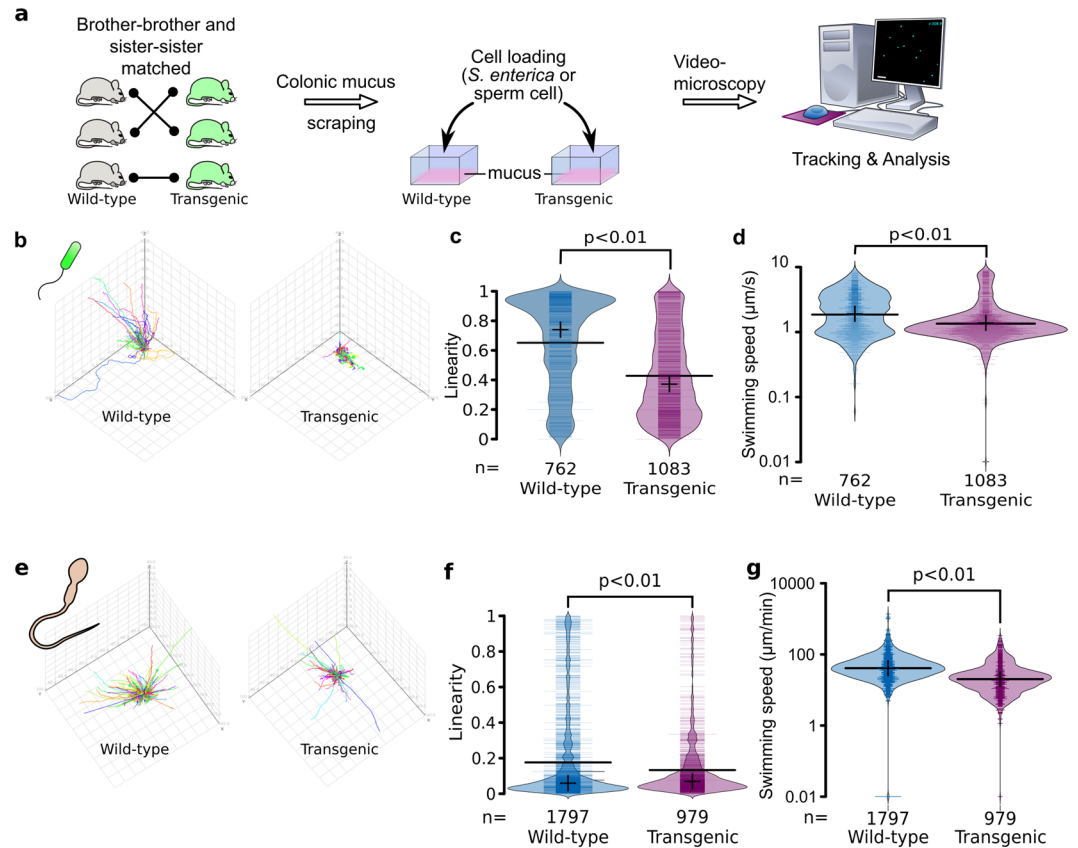 a
Brother-brother and
sister-sister
matched
Wild-type
Transgenic
Colonic mucus
scraping
Cell loading
(S. enterica or
sperm cell)
mucus
Wild-type
Transgenic
Video-
microscopy
Tracking & Analysis
b
Wild-type
Transgenic
c
p<0.01
Linearity
1
0.8
0.6
0.4
0.2
0
n=
762
1083
Wild-type
Transgenic
d
p<0.01
Swimming speed (µm/s)
10
1
0.1
0.01
n=
762
1083
Wild-type
Transgenic
e
Wild-type
Transgenic
f
p<0.01
Linearity
1
0.8
0.6
0.4
0.2
0
n=
1797
979
Wild-type
Transgenic
g
p<0.01
Swimming speed (µm/min)
10000
100
1
0.01
n=
1797
979
Wild-type
Transgenic